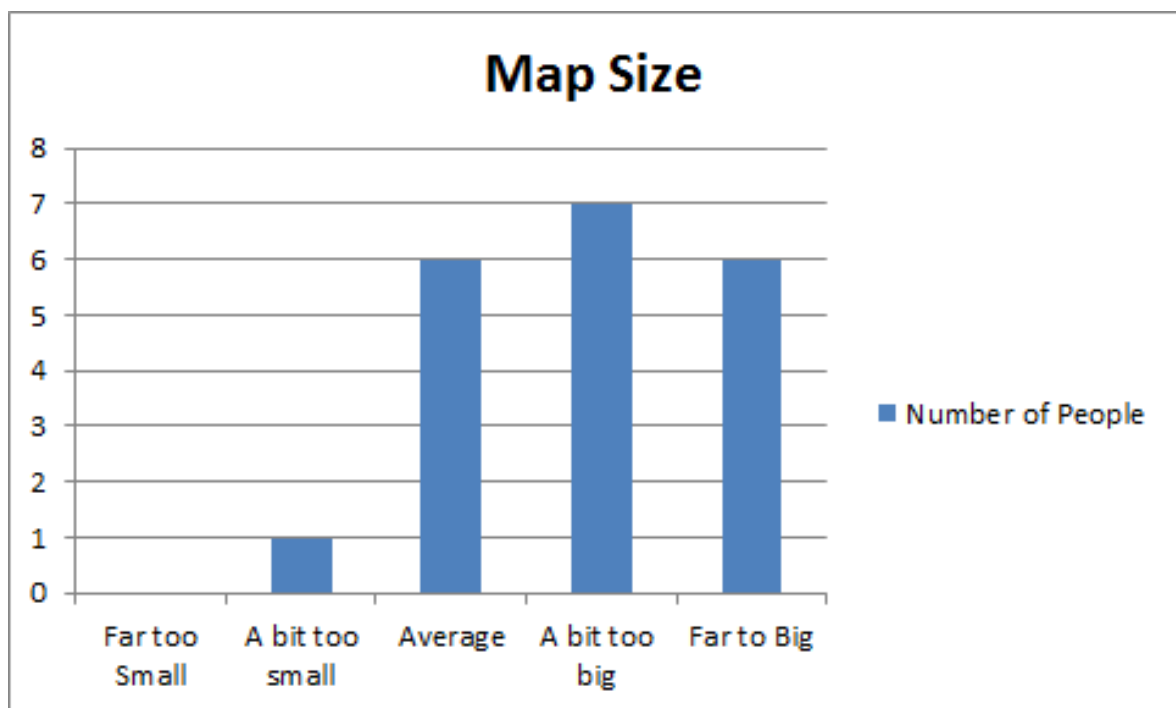 Map Size
8
7
6
5
4
3
2
1
0
Far too
Small
A bit too
small
Average
A bit too
big
Far to Big
Number of People